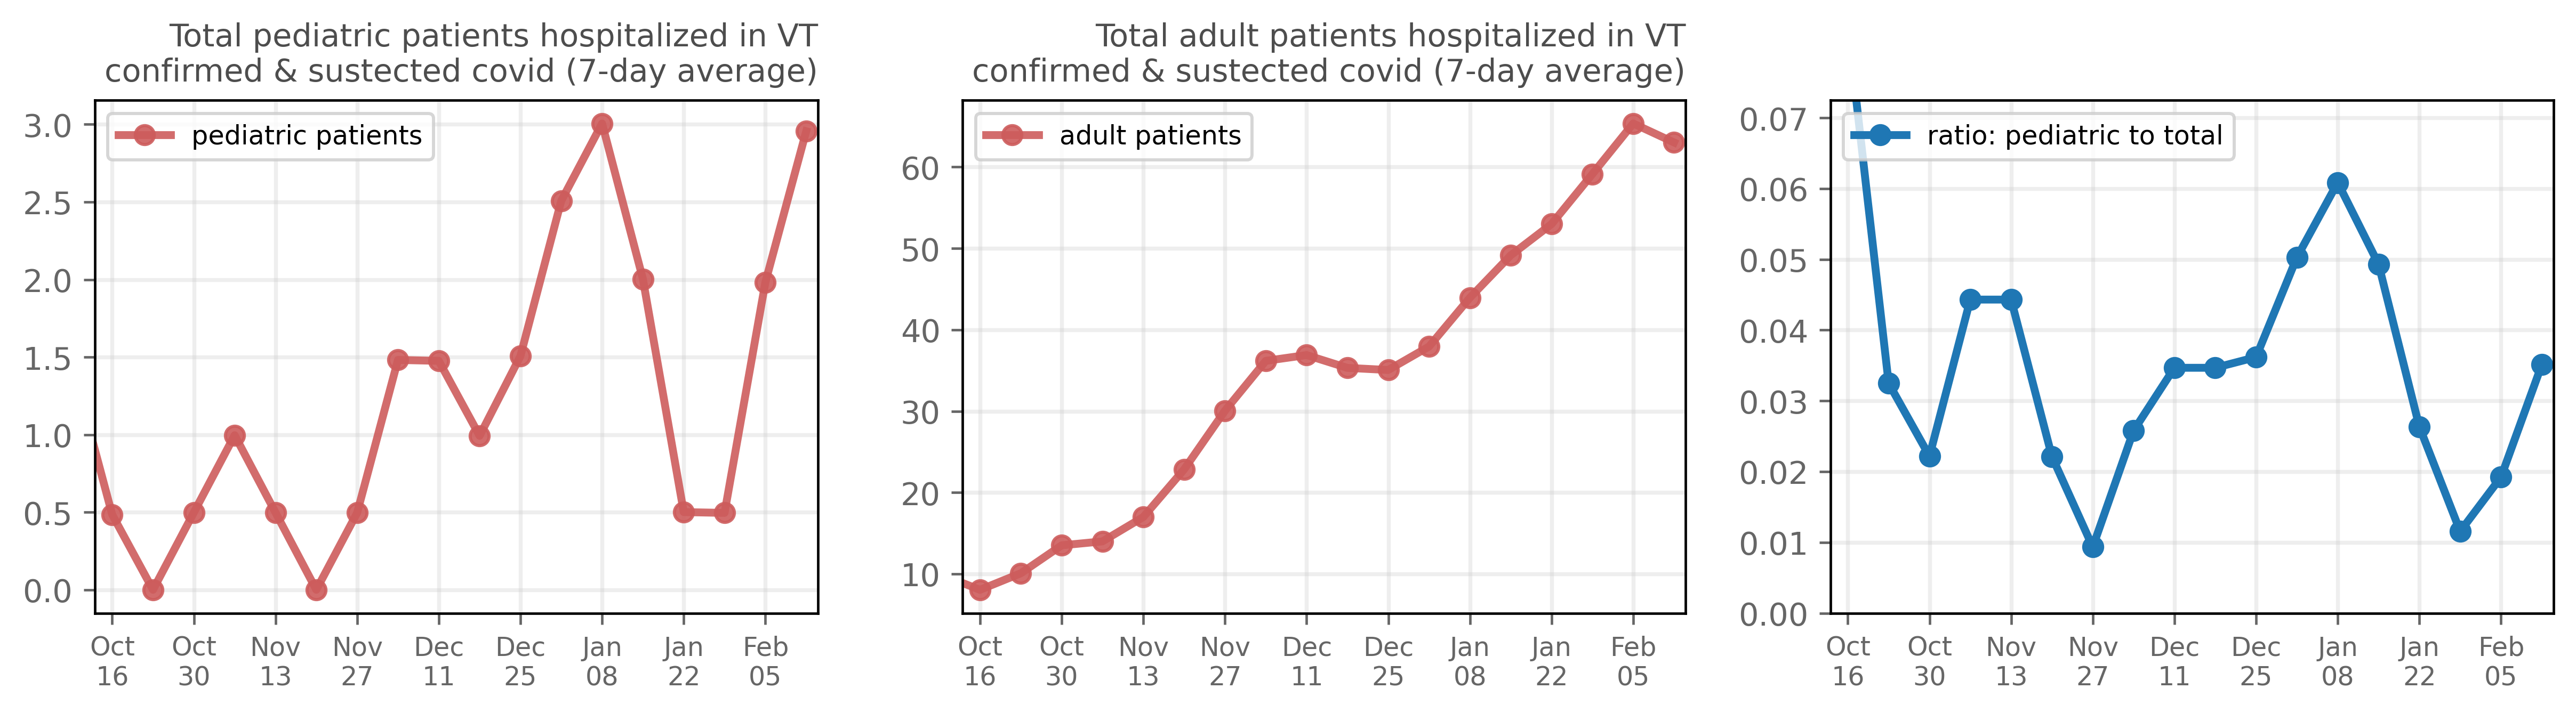 Total pediatric patients hospitalized in VT
confirmed & sustected covid (7-day average)
pediatric patients
3.0
2.5
2.0
1.5
1.0
0.5
0.0
Oct 16
Oct 30
Nov 13
Nov 27
Dec 11
Dec 25
Jan 08
Jan 22
Feb 05
Total adult patients hospitalized in VT
confirmed & sustected covid (7-day average)
adult patients
60
50
40
30
20
10
Oct 16
Oct 30
Nov 13
Nov 27
Dec 11
Dec 25
Jan 08
Jan 22
Feb 05
ratio: pediatric to total
0.07
0.06
0.05
0.04
0.03
0.02
0.01
0.00
Oct 16
Oct 30
Nov 13
Nov 27
Dec 11
Dec 25
Jan 08
Jan 22
Feb 05